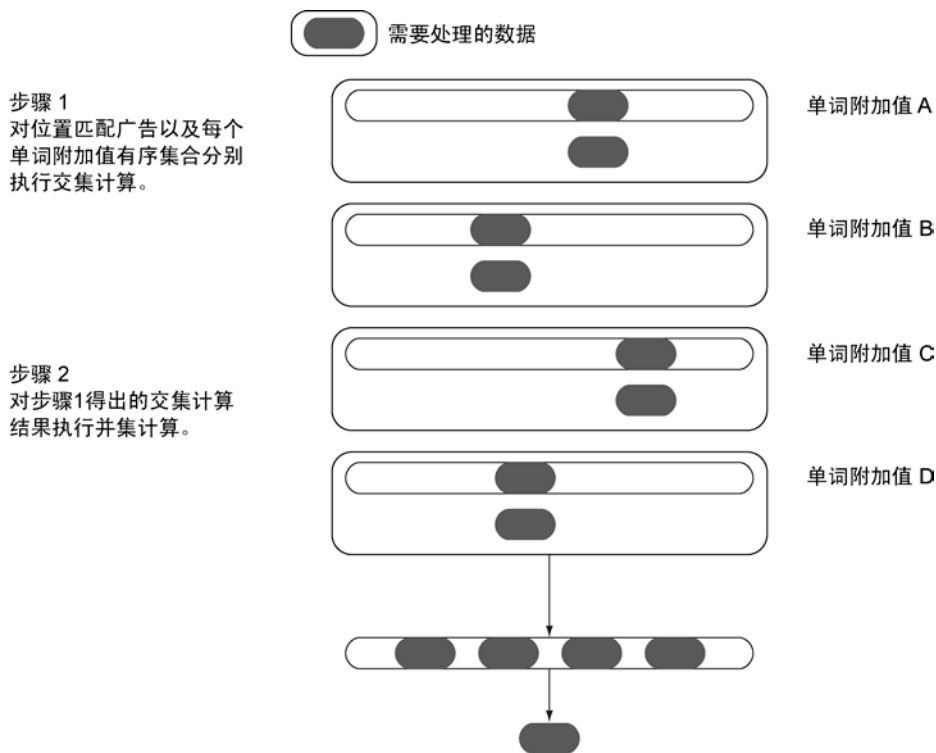 需要处理的数据
步骤 1
对位置匹配广告以及每个
单词附加值有序集合分别
执行交集计算。
单词附加值 A
单词附加值 B
步骤 2
对步骤1得出的交集计算
结果执行并集计算。
单词附加值 C
单词附加值 D